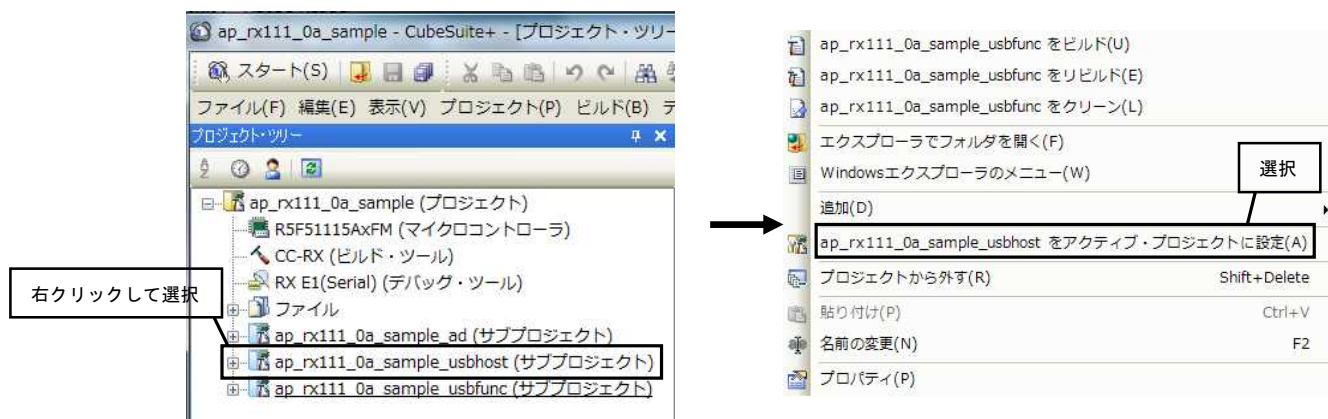 ap_rx111_0a_sample - CubeSuite+ - [プロジェクト・ツリー
スタート(S)
ファイル(F) 編集(E) 表示(V) プロジェクト(P) ビルド(B) デ
プロジェクト・ツリー
ap_rx111_0a_sample (プロジェクト)
R5F51115AxFM (マイクロコントローラ)
CC-RX (ビルド・ツール)
RX E1(Serial) (デバッグ・ツール)
ファイル
ap_rx111_0a_sample_ad (サブプロジェクト)
ap_rx111_0a_sample_usbhost (サブプロジェクト)
ap_rx111_0a_sample_usbfunc (サブプロジェクト)
右クリックして選択
ap_rx111_0a_sample_usbfunc をビルド(U)
ap_rx111_0a_sample_usbfunc をリビルド(E)
ap_rx111_0a_sample_usbfunc をクリーン(L)
エクスプローラでフォルダを開く(F)
Windowsエクスプローラのメニュー(W)
選択
追加(D)
ap_rx111_0a_sample_usbhost をアクティブ・プロジェクトに設定(A)
プロジェクトから外す(R) Shift+Delete
貼り付け(P) Ctrl+V
名前の変更(N) F2
プロパティ(P)